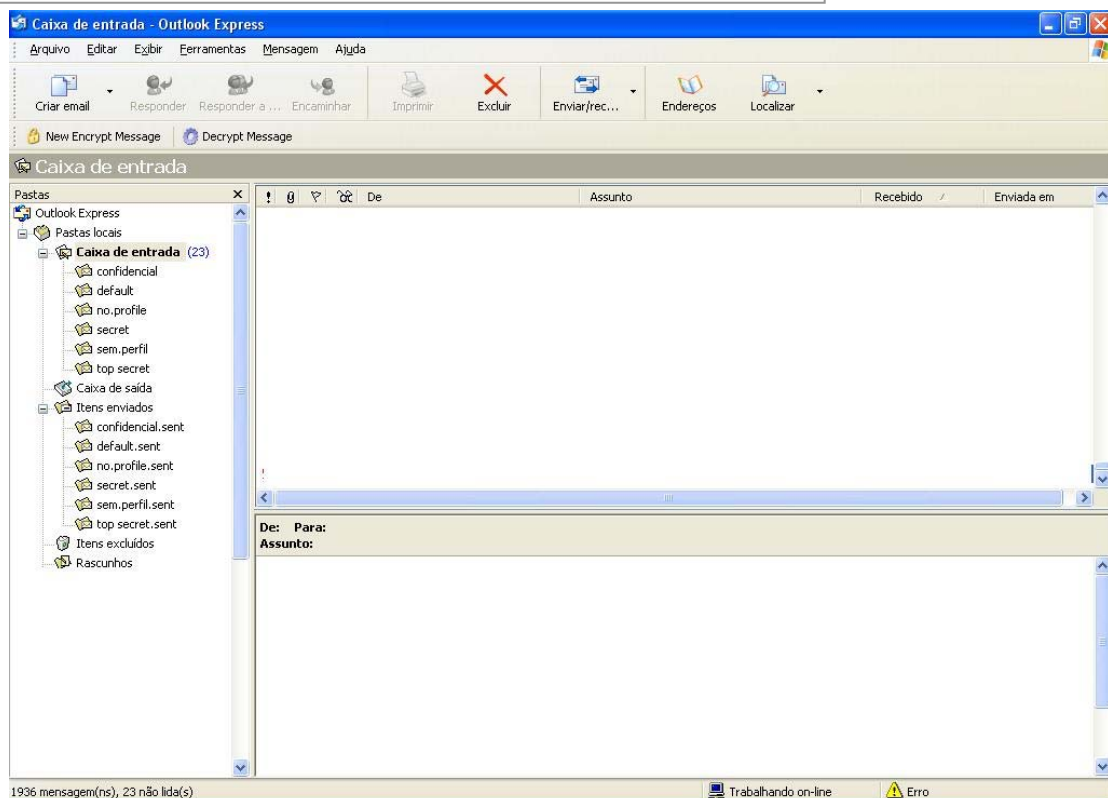 Caixa de entrada - Outlook Express
Arquivo Editar Exibir Ferramentas Mensagem Ajuda
Criar email Responder Responder a ... Encaminhar Imprimir Excluir Enviar/rec... Endereços Localizar
New Encrypt Message Decrypt Message
Caixa de entrada
Pastas
! De Assunto Recebido Enviada em
Outlook Express
Pastas locais
Caixa de entrada (23)
confidencial
default
no.profile
secret
sem.perfil
top secret
Caixa de saída
Itens enviados
confidencial.sent
default.sent
no.profile.sent
secret.sent
sem.perfil.sent
top secret.sent
Itens excluídos
Rascunhos
!
De: Para:
Assunto:
1936 mensagem(ns), 23 não lida(s) Trabalhando on-line Erro